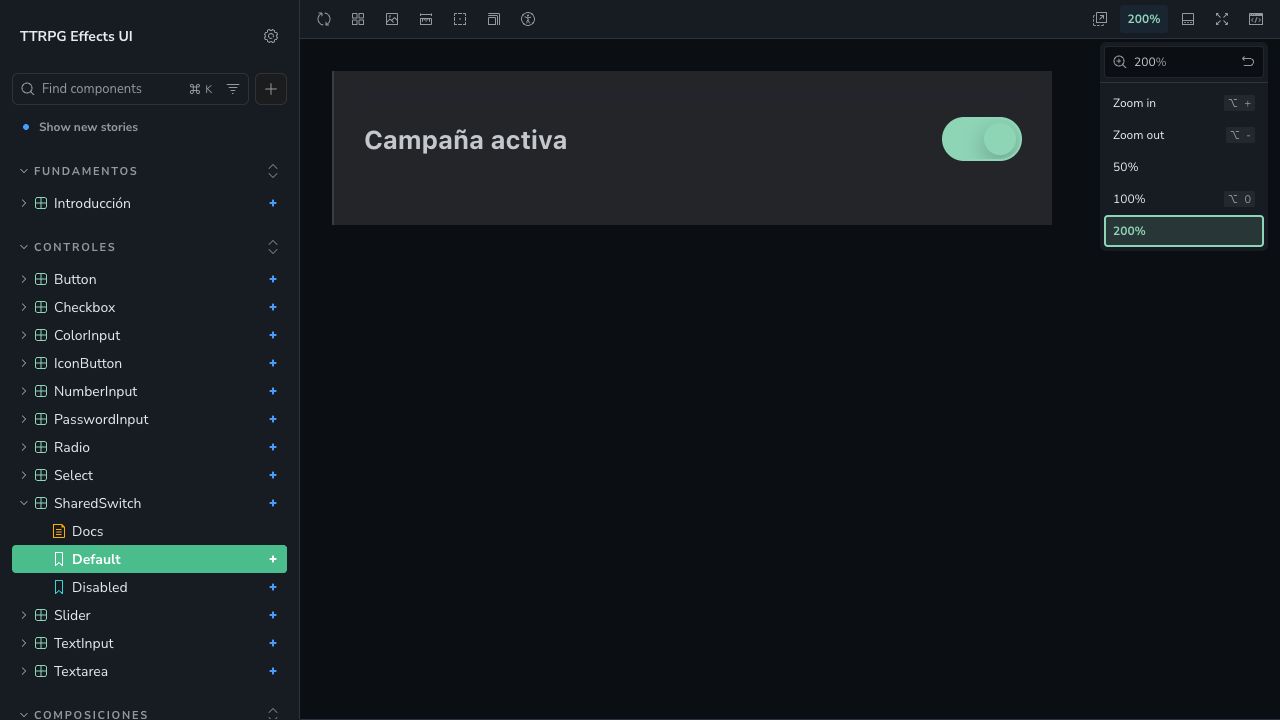 TTRPG Effects UI
Find components
⌘ K
Show new stories
FUNDAMENTOS
Introducción
CONTROLES
Button
Checkbox
ColorInput
IconButton
NumberInput
PasswordInput
Radio
Select
SharedSwitch
Docs
Default
Disabled
Slider
TextInput
Textarea
COMPOSICIONES
200%
Campaña activa
200%
Zoom in ⌥ +
Zoom out ⌥ -
50%
100% ⌥ 0
200%